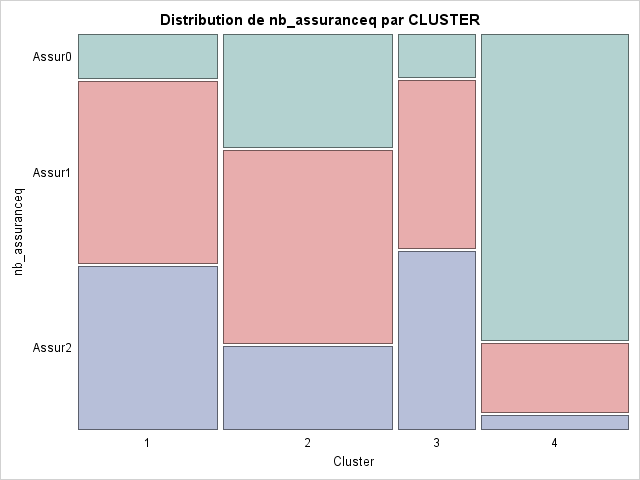 Distribution de nb_assuranceq par CLUSTER
Assur0
Assur1
Assur2
nb_assuranceq
1 2 3 4
Cluster